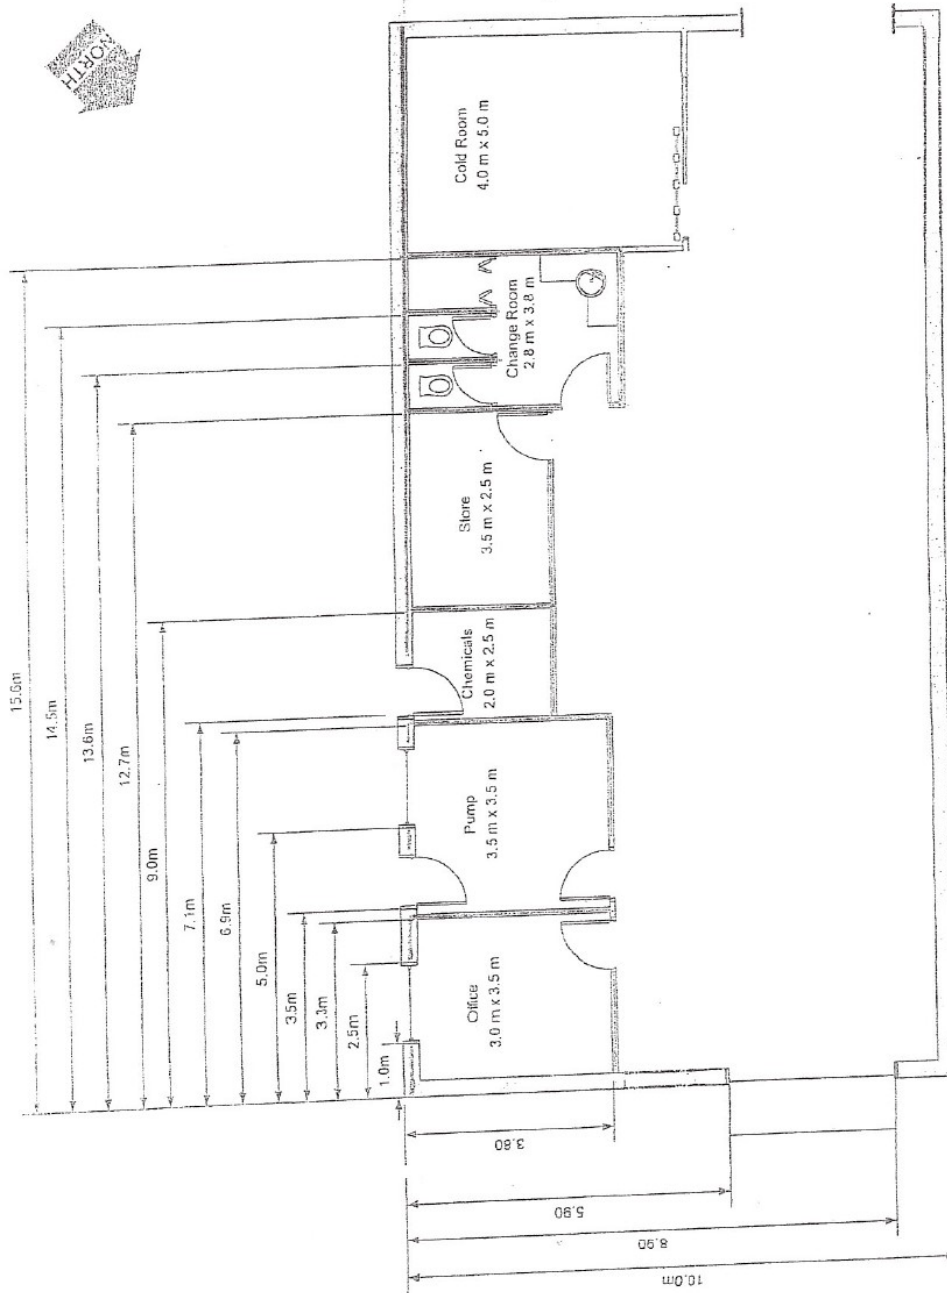 NORTH
15.6m
14.5m
13.6m
12.7m
9.0m
7.1m
6.9m
5.0m
3.5m
3.3m
2.5m
1.0m
Cold Room
4.0 m x 5.0 m
Change Room
2.8 m x 3.8 m
Store
3.5 m x 2.5 m
Chemicals
2.0 m x 2.5 m
Pump
3.5 m x 3.5 m
Office
3.0 m x 3.5 m
3.80
5.90
8.90
10.0m